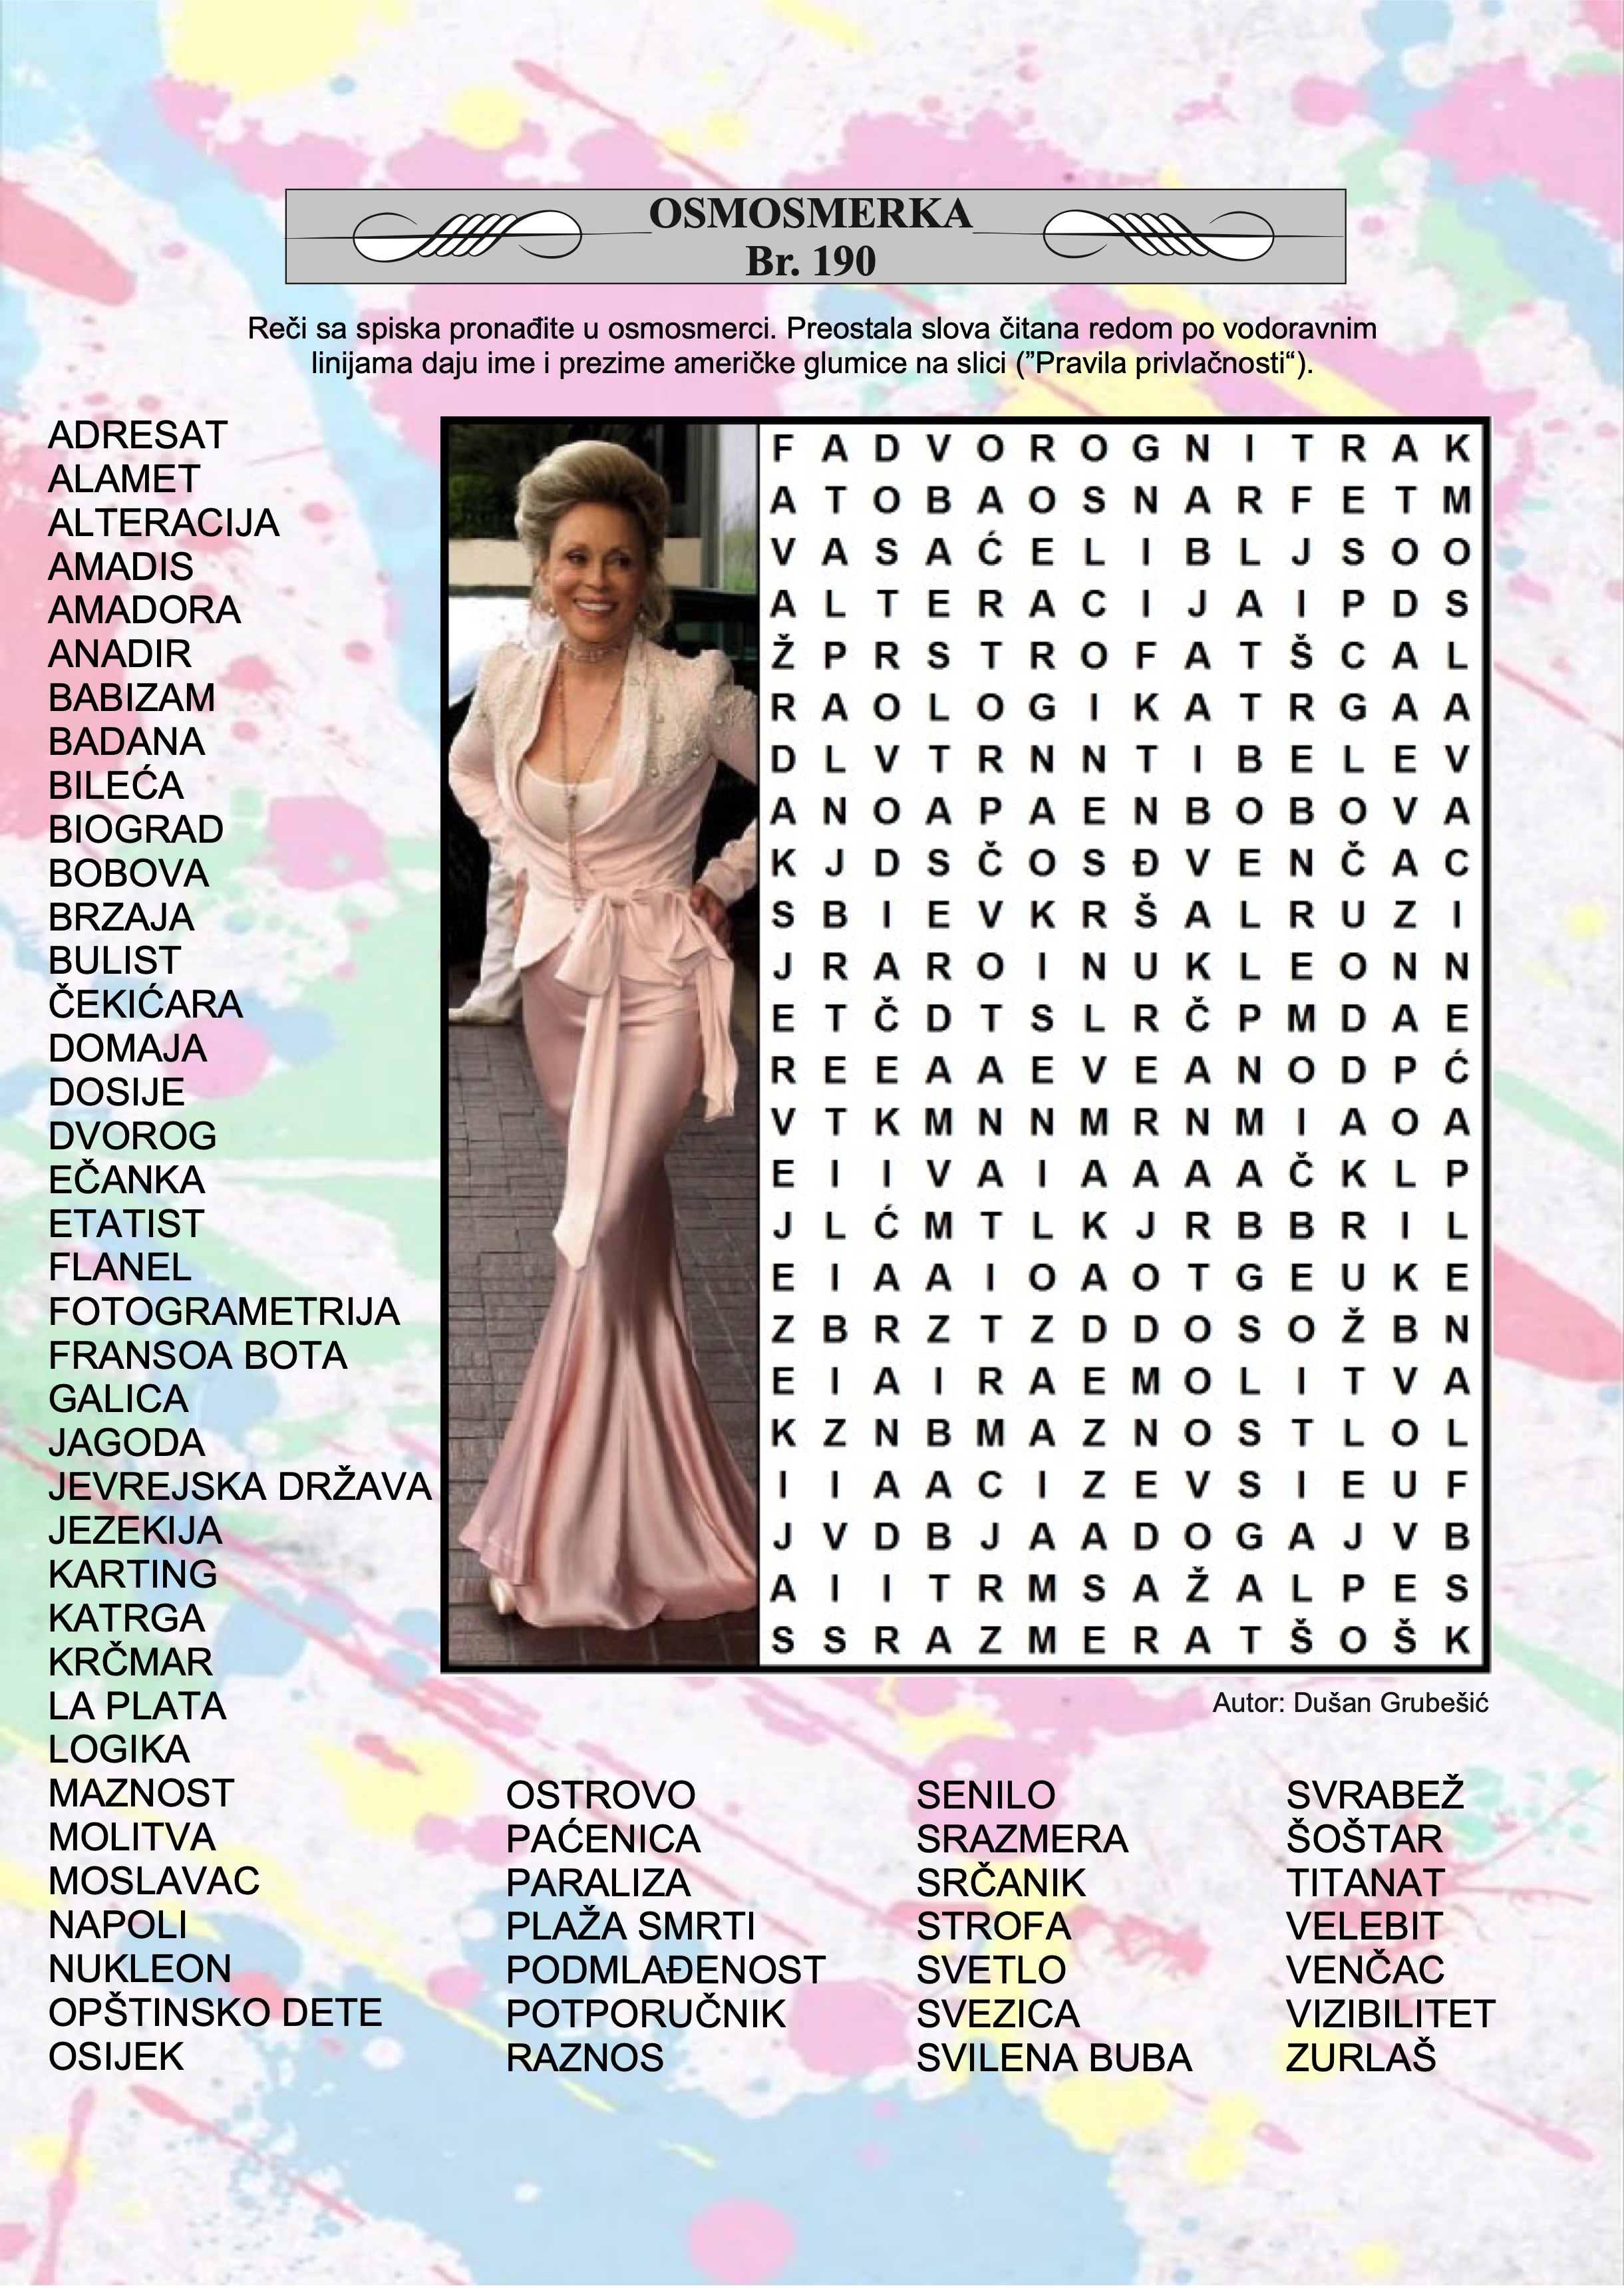 OSMOSMERKA
Br. 190
Reči sa spiska pronađite u osmosmerci. Preostala slova čitana redom po vodoravnim
linijama daju ime i prezime američke glumice na slici (”Pravila privlačnosti“).
ADRESAT
ALAMET
ALTERACIJA
AMADIS
AMADORA
ANADIR
BABIZAM
BADANA
BILEĆA
BIOGRAD
BOBOVA
BRZAJA
BULIST
ČEKIĆARA
DOMAJA
DOSIJE
DVOROG
EČANKA
ETATIST
FLANEL
FOTOGRAMETRIJA
FRANSOA BOTA
GALICA
JAGODA
JEVREJSKA DRŽAVA
JEZEKIJA
KARTING
KATRGA
KRČMAR
LA PLATA
LOGIKA
MAZNOST
MOLITVA
MOSLAVAC
NAPOLI
NUKLEON
OPŠTINSKO DETE
OSIJEK
F A D V O R O G N I T R A K
A T O B A O S N A R F E T M
V A S A Ć E L I B L J S O O
A L T E R A C I J A I P D S
Ž P R S T R O F A T Š C A L
R A O L O G I K A T R G A A
D L V T R N N T I B E L E V
A N O A P A E N B O B O V A
K J D S Č O S Đ V E N Č A C
S B I E V K R Š A L R U Z I
J R A R O I N U K L E O N N
E T Č D T S L R Č P M D A E
R E E A A E V E A N O D P Ć
V T K M N N M R N M I A O A
E I I V A I A A A A Č K L P
J L Ć M T L K J R B B R I L
E I A A I O A O T G E U K E
Z B R Z T Z D D O S O Ž B N
E I A I R A E M O L I T V A
K Z N B M A Z N O S T L O L
I I A A C I Z E V S I E U F
J V D B J A A D O G A J V B
A I I T R M S A Ž A L P E S
S S R A Z M E R A T Š O Š K
Autor: Dušan Grubešić
OSTROVO
PAĆENICA
PARALIZA
PLAŽA SMRTI
PODMLAĐENOST
POTPORUČNIK
RAZNOS
SENILO
SRAZMERA
SRČANIK
STROFA
SVETLO
SVEZICA
SVILENA BUBA
SVRABEŽ
ŠOŠTAR
TITANAT
VELEBIT
VENČAC
VIZIBILITET
ZURLAŠ